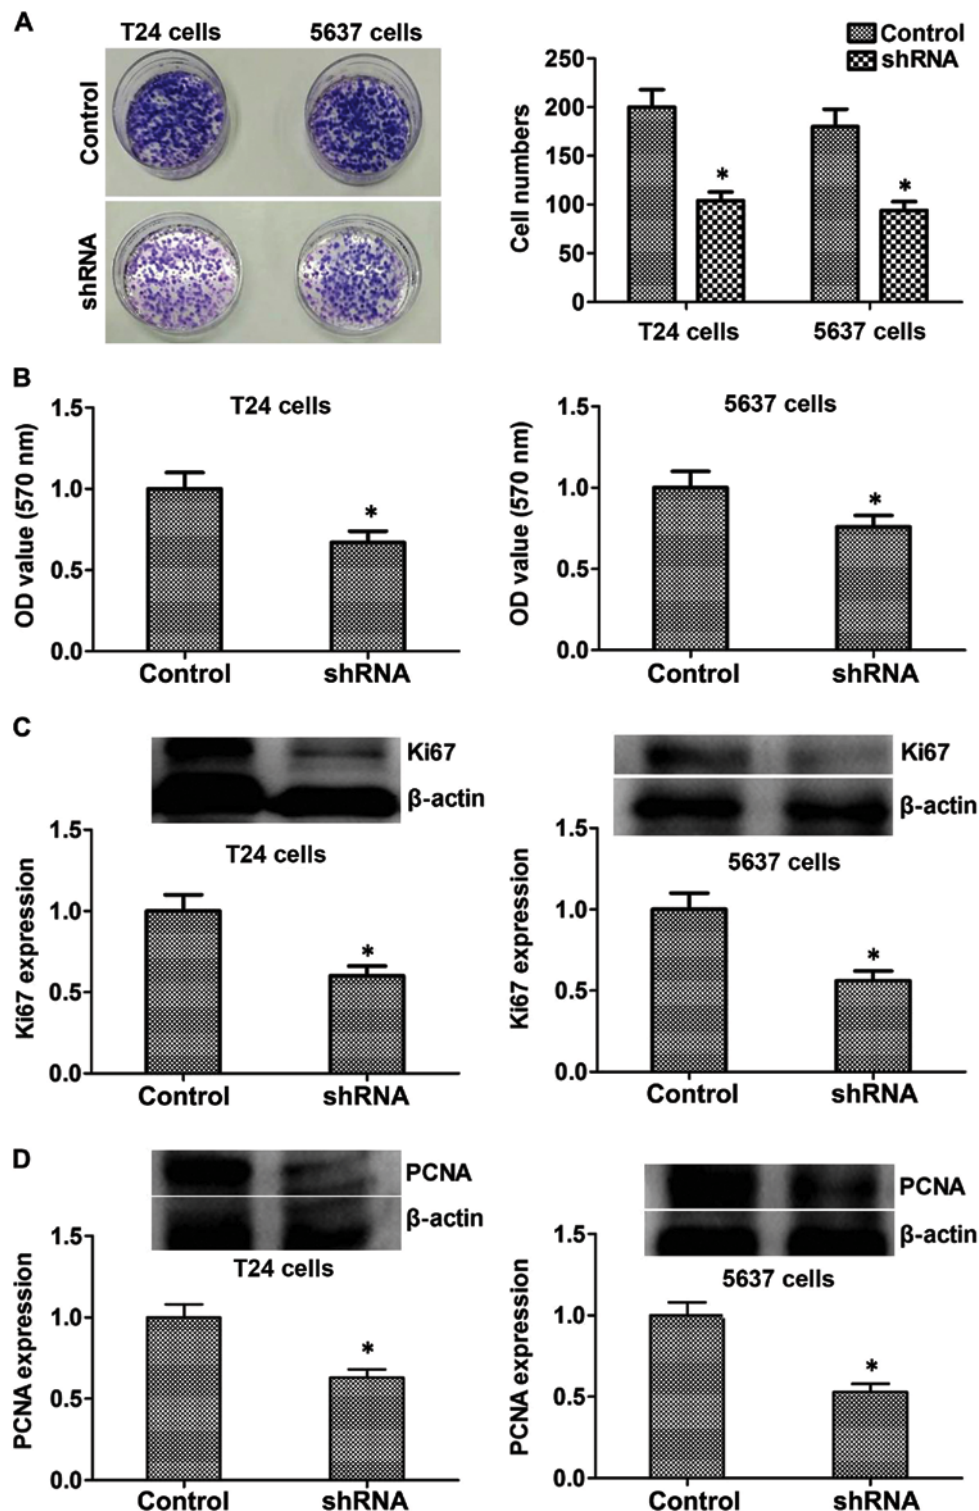 A
T24 cells 5637 cells
Control
shRNA
Control
shRNA
Cell numbers
250
200
150
100
50
0
*
*
T24 cells 5637 cells
B
T24 cells
OD value (570 nm)
1.5
1.0
0.5
0.0
*
Control shRNA
5637 cells
OD value (570 nm)
1.5
1.0
0.5
0.0
*
Control shRNA
C
Ki67
β-actin
T24 cells
Ki67 expression
1.5
1.0
0.5
0.0
*
Control shRNA
Ki67
β-actin
5637 cells
Ki67 expression
1.5
1.0
0.5
0.0
*
Control shRNA
D
PCNA
β-actin
T24 cells
PCNA expression
1.5
1.0
0.5
0.0
*
Control shRNA
PCNA
β-actin
5637 cells
PCNA expression
1.5
1.0
0.5
0.0
*
Control shRNA